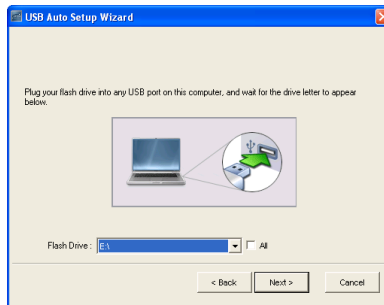 USB Auto Setup Wizard
Plug your flash drive into any USB port on this computer, and wait for the drive letter to appear
below.
Flash Drive : E:\ All
< Back Next > Cancel